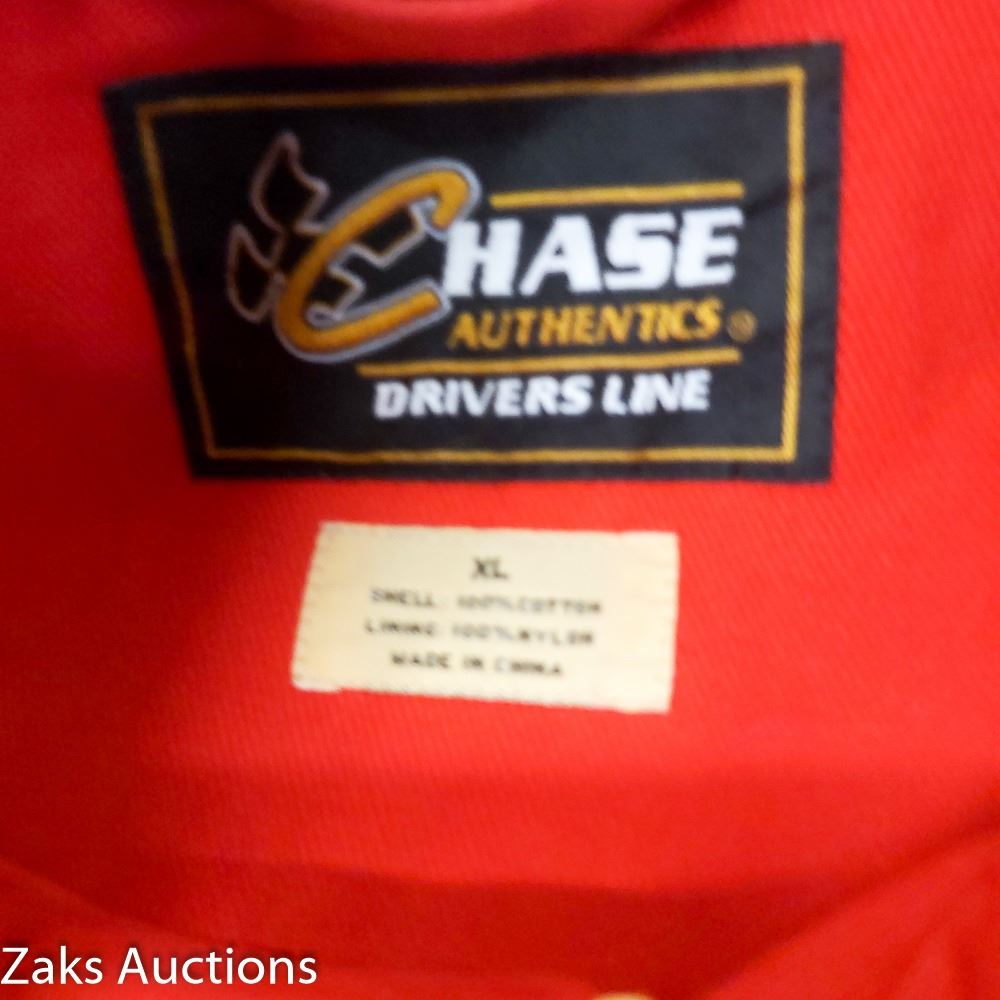 CHASE
AUTHENTICS®
DRIVERS LINE
XL
SHELL: 100% COTTON
LINING: 100% NYLON
MADE IN CHINA
Zaks Auctions